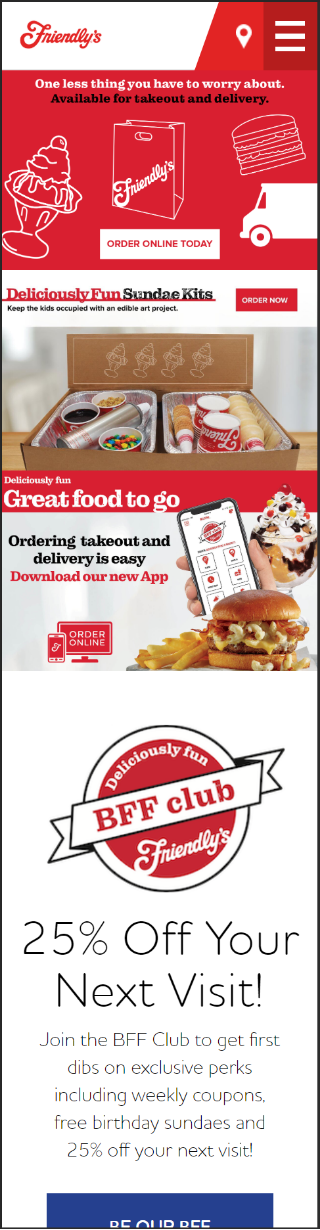 Friendly's
One less thing you have to worry about.
Available for takeout and delivery.
Friendly's
ORDER ONLINE TODAY
Deliciously Fun Sundae Kits
ORDER NOW
Keep the kids occupied with an edible art project.
Deliciously fun
Great food to go
Ordering takeout and
delivery is easy
Download our new App
ORDER
ONLINE
Deliciously fun
BFF club
Friendly's
25% Off Your
Next Visit!
Join the BFF Club to get first
dibs on exclusive perks
including weekly coupons,
free birthday sundaes and
25% off your next visit!
BE OUR BFF